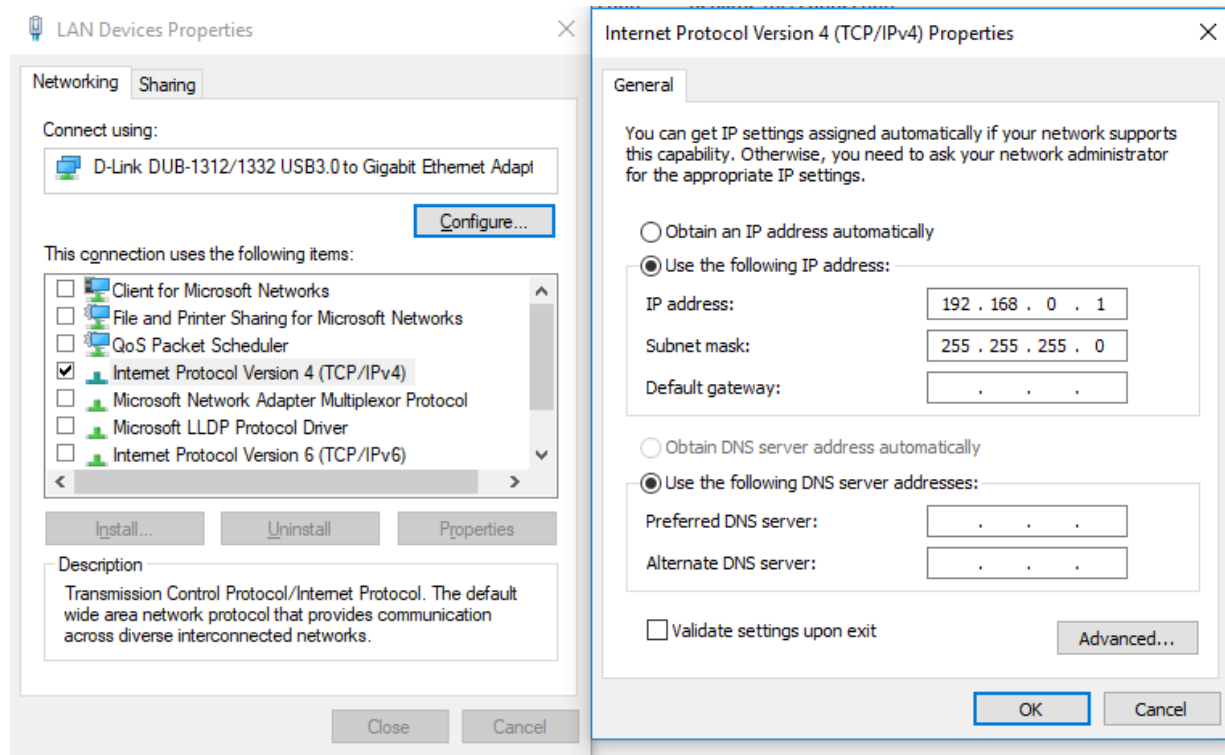 LAN Devices Properties
Networking
Sharing
Connect using:
D-Link DUB-1312/1332 USB3.0 to Gigabit Ethernet Adapt
Configure...
This connection uses the following items:
Client for Microsoft Networks
File and Printer Sharing for Microsoft Networks
QoS Packet Scheduler
Internet Protocol Version 4 (TCP/IPv4)
Microsoft Network Adapter Multiplexor Protocol
Microsoft LLDP Protocol Driver
Internet Protocol Version 6 (TCP/IPv6)
Install...
Uninstall
Properties
Description
Transmission Control Protocol/Internet Protocol. The default
wide area network protocol that provides communication
across diverse interconnected networks.
Close
Cancel
Internet Protocol Version 4 (TCP/IPv4) Properties
General
You can get IP settings assigned automatically if your network supports
this capability. Otherwise, you need to ask your network administrator
for the appropriate IP settings.
Obtain an IP address automatically
Use the following IP address:
IP address:
192 . 168 . 0 . 1
Subnet mask:
255 . 255 . 255 . 0
Default gateway:
. . .
Obtain DNS server address automatically
Use the following DNS server addresses:
Preferred DNS server:
. . .
Alternate DNS server:
. . .
Validate settings upon exit
Advanced...
OK
Cancel